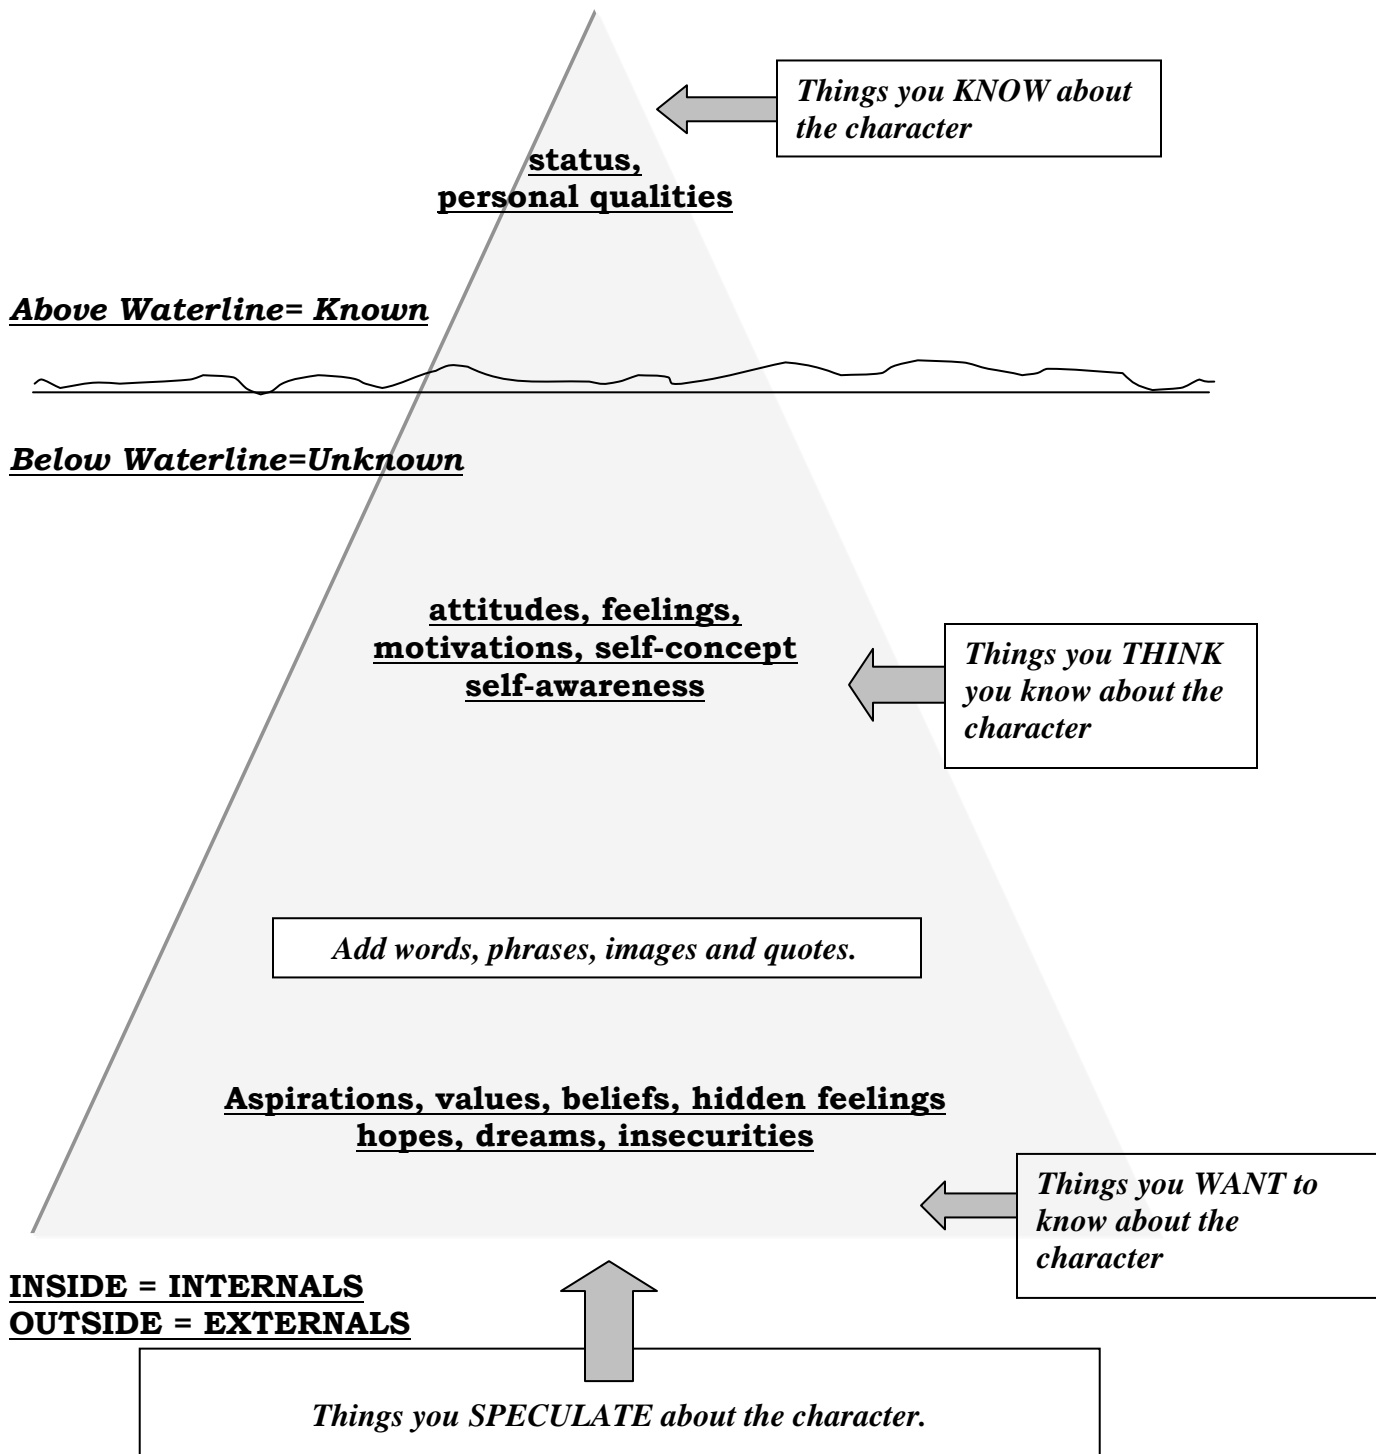 Things you KNOW about
the character
status,
personal qualities
Above Waterline= Known
Below Waterline=Unknown
attitudes, feelings,
motivations, self-concept
self-awareness
Things you THINK
you know about the
character
Add words, phrases, images and quotes.
Aspirations, values, beliefs, hidden feelings
hopes, dreams, insecurities
Things you WANT to
know about the
character
INSIDE = INTERNALS
OUTSIDE = EXTERNALS
Things you SPECULATE about the character.